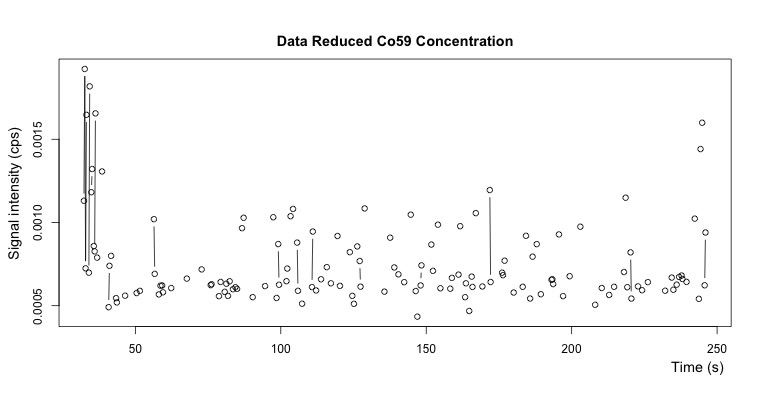 Data Reduced Co59 Concentration
Signal intensity (cps)
0.0015
0.0010
0.0005
50 100 150 200 250
Time (s)